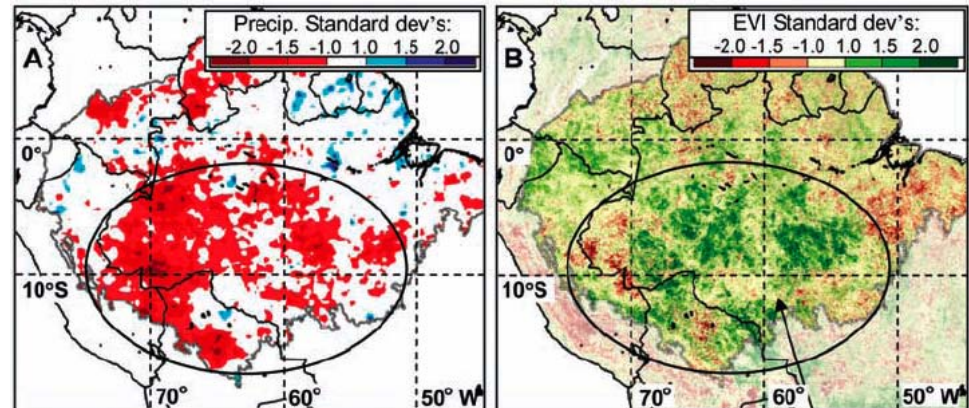 A
Precip. Standard dev's:
-2.0 -1.5 -1.0 1.0 1.5 2.0
0°
10°S
70° 60° 50° W
B
EVI Standard dev's:
-2.0 -1.0 1.0 1.5 2.0
0°
10°S
70° 60° 50° W